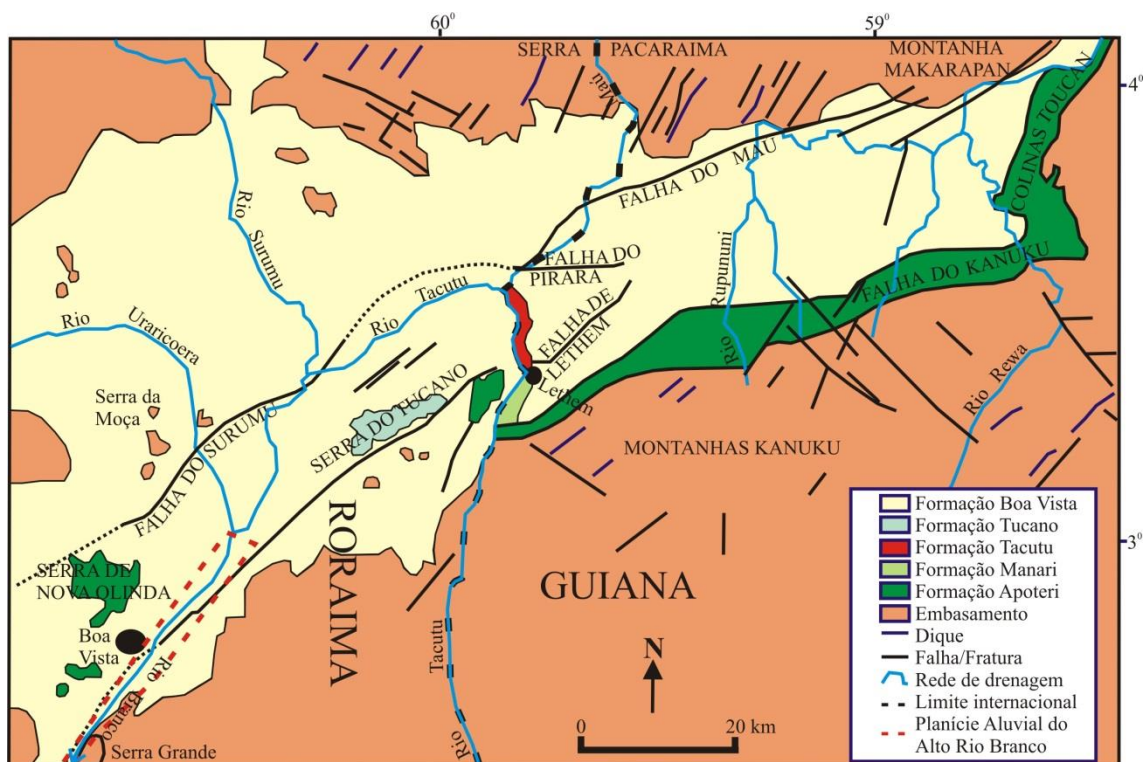 60°
59°
4°
3°
SERRA PACARAIMA
MONTANHA
MAKARAPAN
Maú
COLINAS TOUCAN
FALHA DO MAU
Rio
Surumu
FALHA DO
PIRARA
FALHA DO KANUKU
Rio
Tacutu
Rio
Rupununi
FALHA DE
LETHEM
Lethem
Rio
Uraricoera
Serra da
Moça
FALHA DO SURUMU
SERRA DO TUCANO
Rio Rewa
MONTANHAS KANUKU
RORAIMA
GUIANA
SERRA DE
NOVA OLINDA
Boa
Vista
Rio
Branco
Serra Grande
Rio
Tacutu
N
0
20 km
Formação Boa Vista
Formação Tucano
Formação Tacutu
Formação Manari
Formação Apoteri
Embasamento
Dique
Falha/Fratura
Rede de drenagem
Limite internacional
Planície Aluvial do
Alto Rio Branco